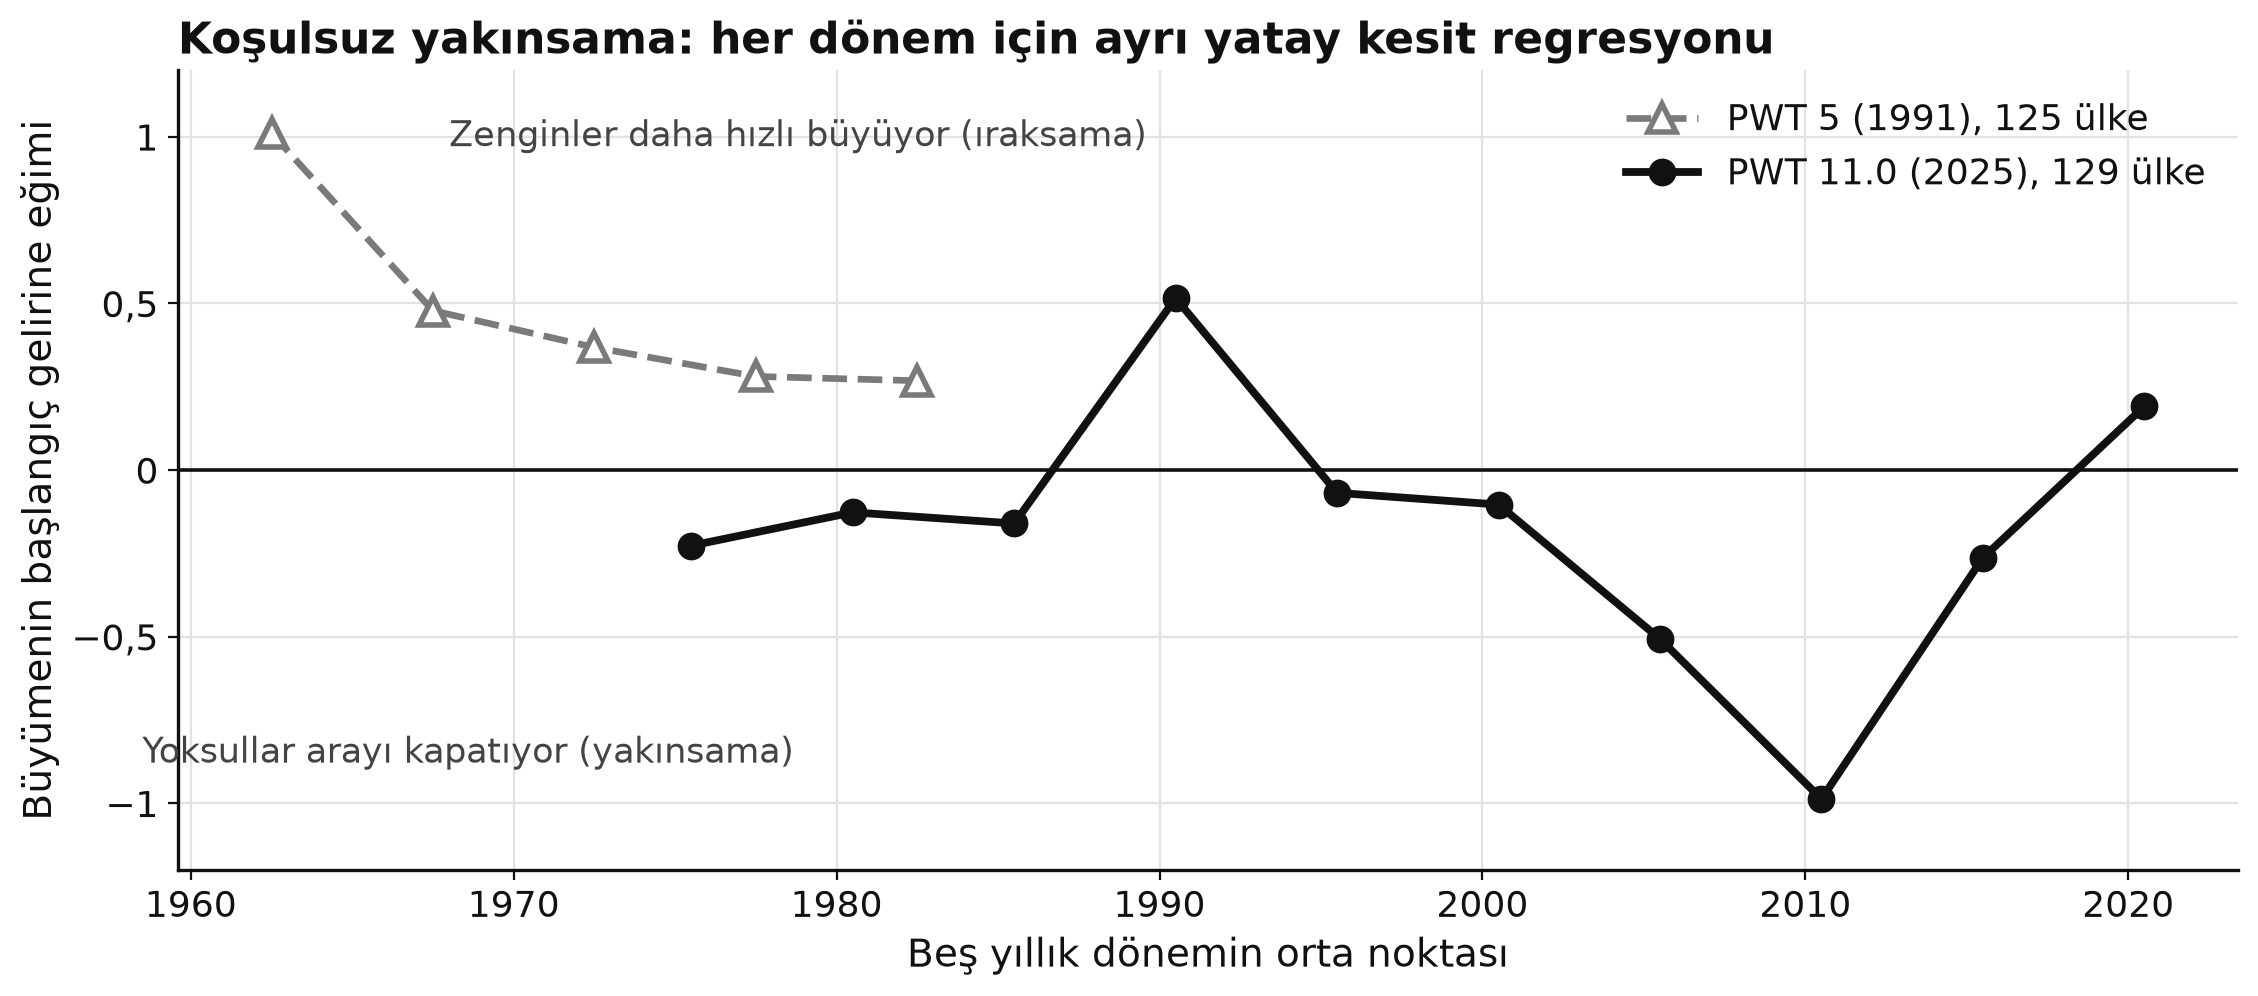 Koşulsuz yakınsama: her dönem için ayrı yatay kesit regresyonu
Büyümenin başlangıç gelirine eğimi
1
0,5
0
−0,5
−1
Zenginler daha hızlı büyüyor (ıraksama)
PWT 5 (1991), 125 ülke
PWT 11.0 (2025), 129 ülke
Yoksullar arayı kapatıyor (yakınsama)
1960 1970 1980 1990 2000 2010 2020
Beş yıllık dönemin orta noktası